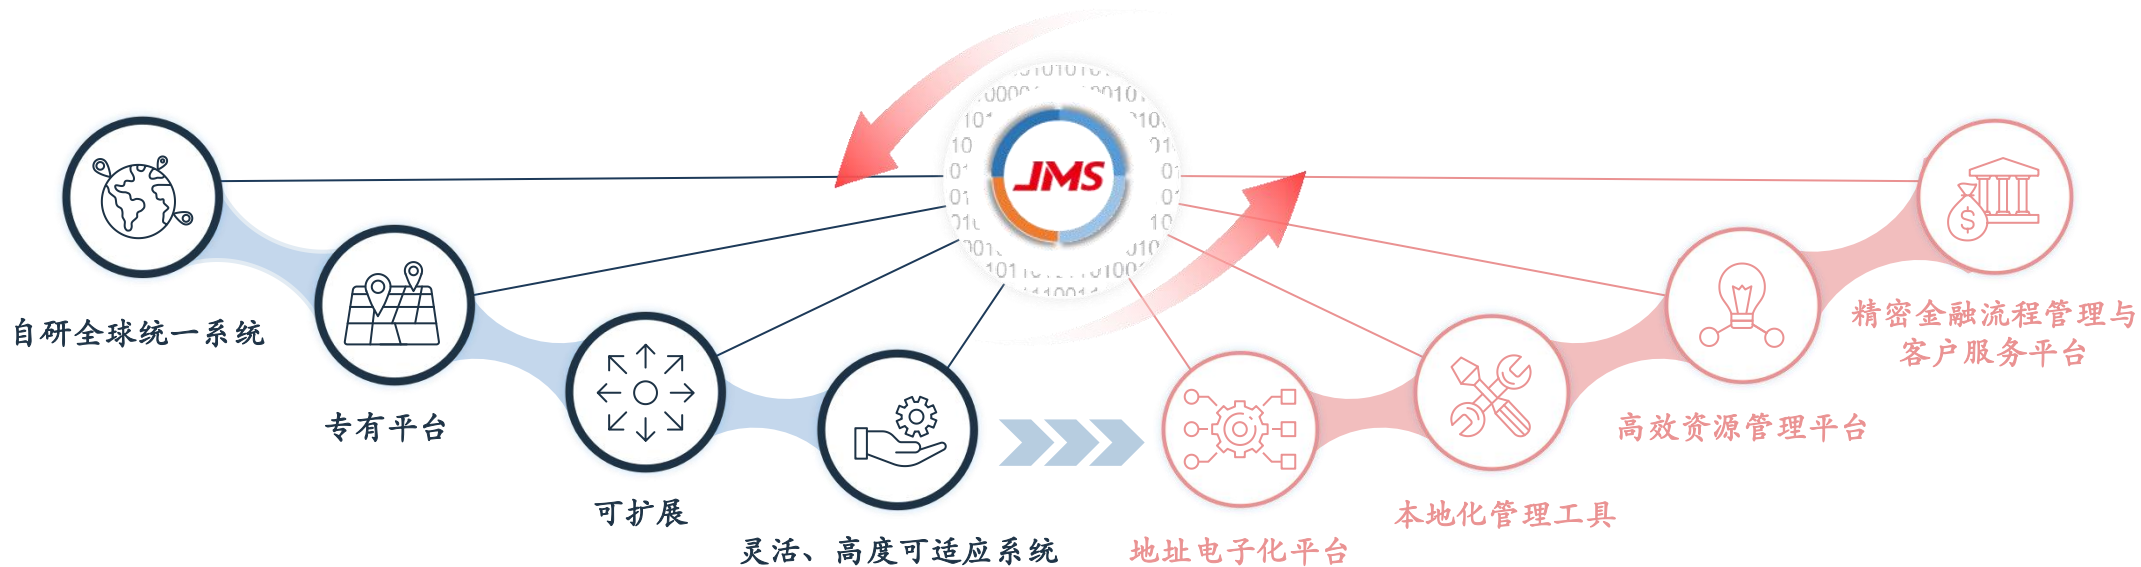 JMS
自研全球统一系统
专有平台
可扩展
灵活、高度可适应系统
地址电子化平台
本地化管理工具
高效资源管理平台
精密金融流程管理与
客户服务平台